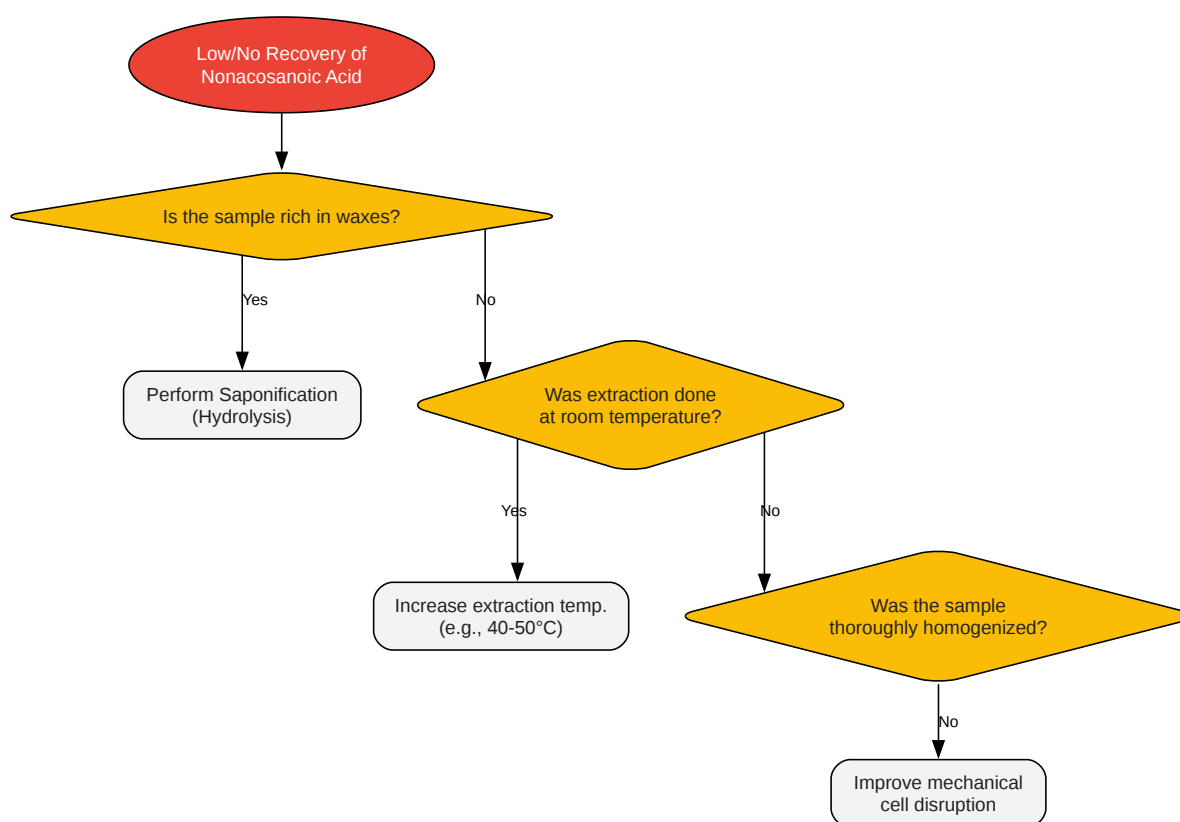 Low/No Recovery of
Nonacosanoic Acid
Is the sample rich in waxes?
Yes
No
Perform Saponification
(Hydrolysis)
Was extraction done
at room temperature?
Yes
No
Increase extraction temp.
(e.g., 40-50°C)
Was the sample
thoroughly homogenized?
No
Improve mechanical
cell disruption